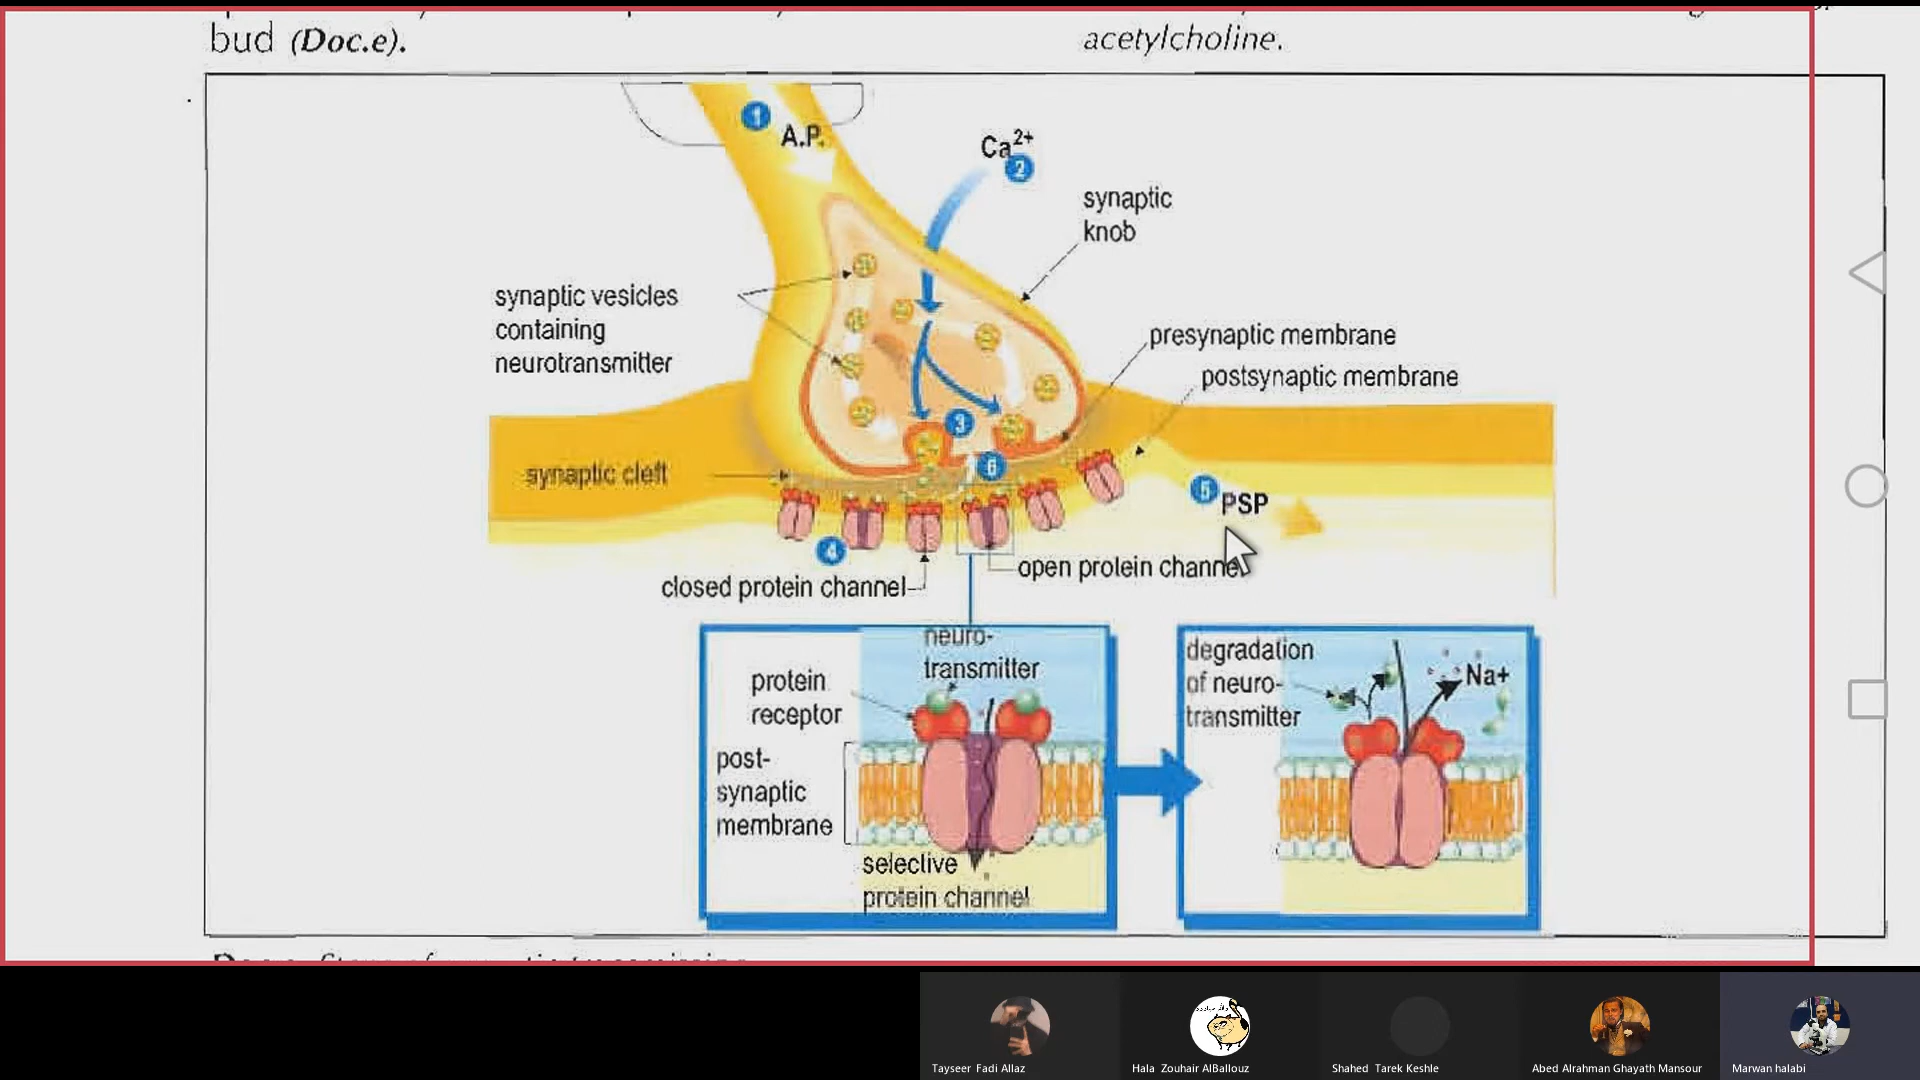 bud (Doc.e).
acetylcholine.
1
A.P.
Ca2+
2
synaptic
knob
synaptic vesicles
containing
neurotransmitter
presynaptic membrane
postsynaptic membrane
3
6
synaptic cleft
5 PSP
4
open protein channel
closed protein channel
neuro-
transmitter
protein
receptor
post-
synaptic
membrane
selective
protein channel
degradation
of neuro-
transmitter
Na+
Tayseer Fadi Allaz
Hala Zouhair AlBallouz
Shahed Tarek Keshle
Abed Alrahman Ghayath Mansour
Marwan halabi